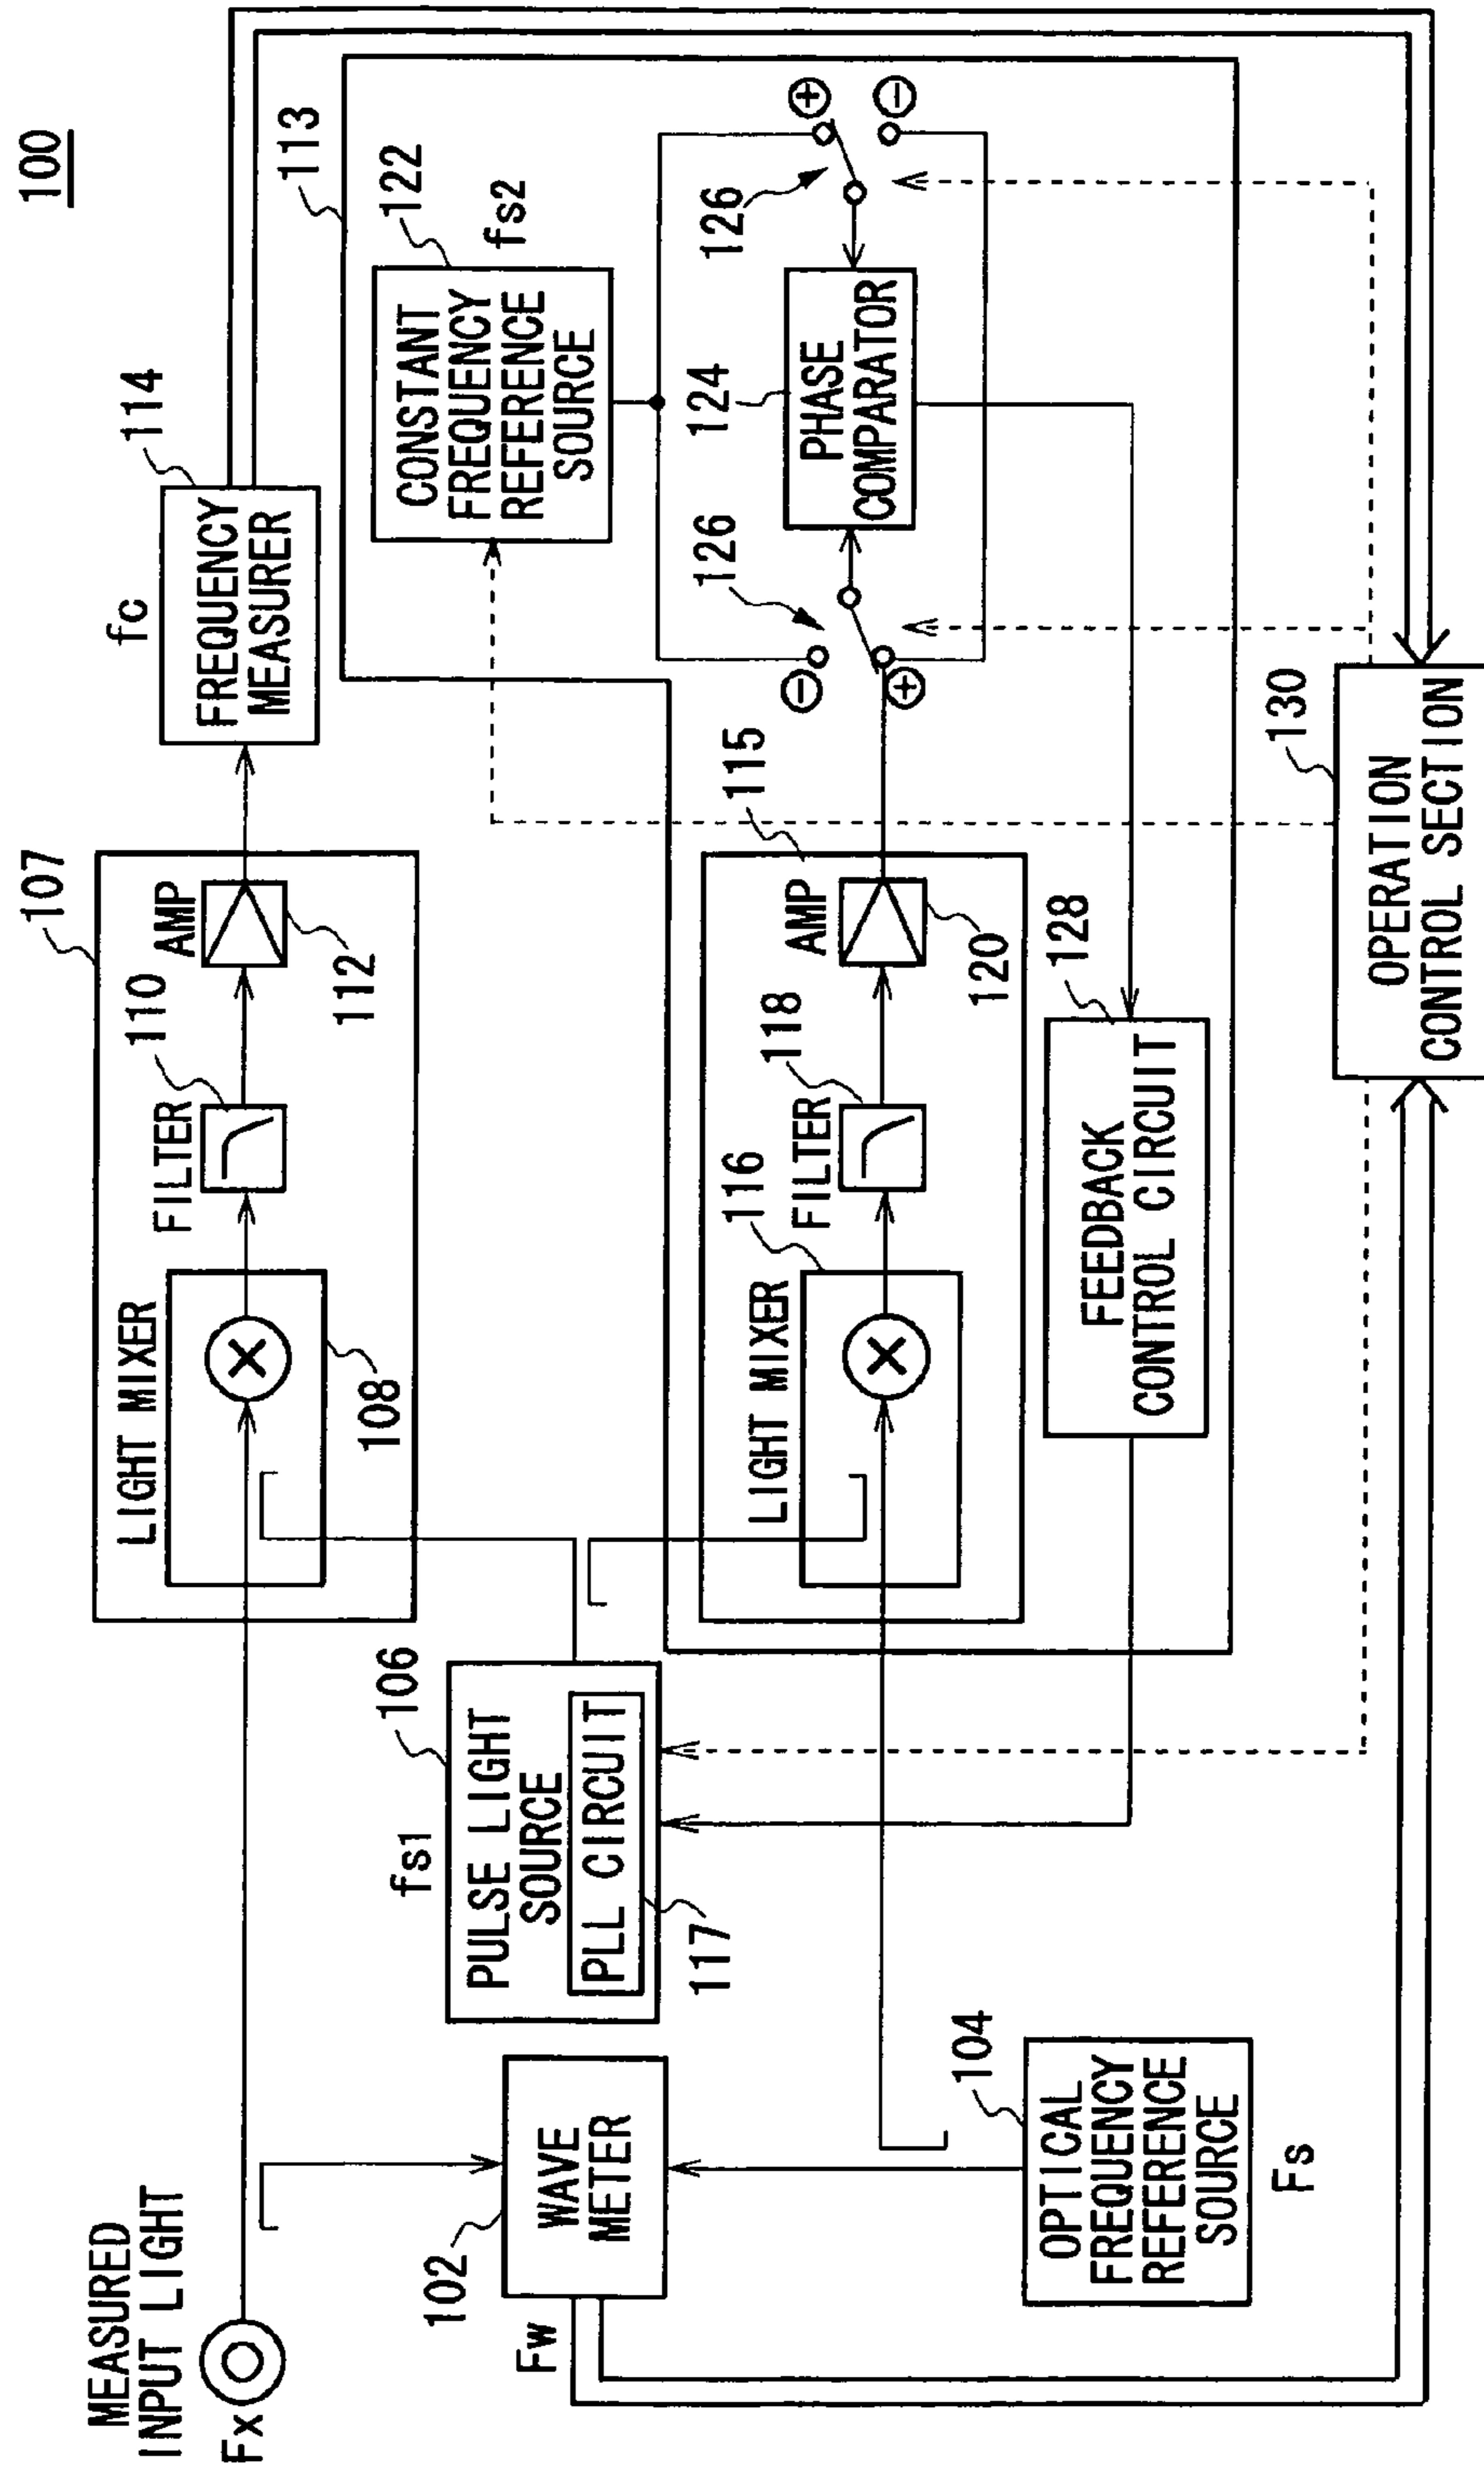 100
MEASURED
INPUT LIGHT
Fx
107
LIGHT MIXER
108
FILTER
110
AMP
112
fc
114
FREQUENCY
MEASURER
113
122
fs2
CONSTANT
FREQUENCY
REFERENCE
SOURCE
102
WAVE
METER
Fw
fs1
106
PULSE LIGHT
SOURCE
PLL CIRCUIT
117
115
LIGHT MIXER
116
FILTER
118
AMP
120
126
−
+
124
PHASE
COMPARATOR
126
+
−
104
OPTICAL
FREQUENCY
REFERENCE
SOURCE
Fs
128
FEEDBACK
CONTROL CIRCUIT
130
OPERATION
CONTROL SECTION